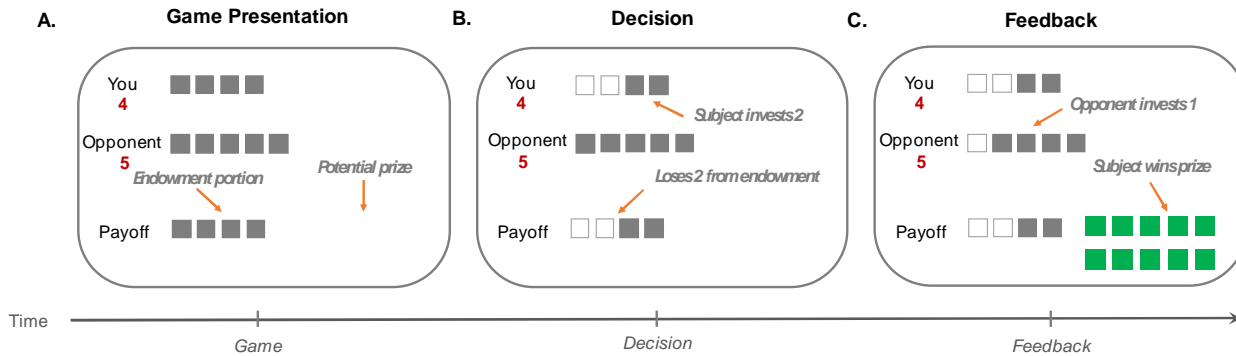 A.
Game Presentation
You
4
Opponent
5
Endowment portion
Potential prize
Payoff
B.
Decision
You
4
Subject invests 2
Opponent
5
Loses 2 from endowment
Payoff
C.
Feedback
You
4
Opponent invests 1
Opponent
5
Subject wins prize
Payoff
Time
Game
Decision
Feedback